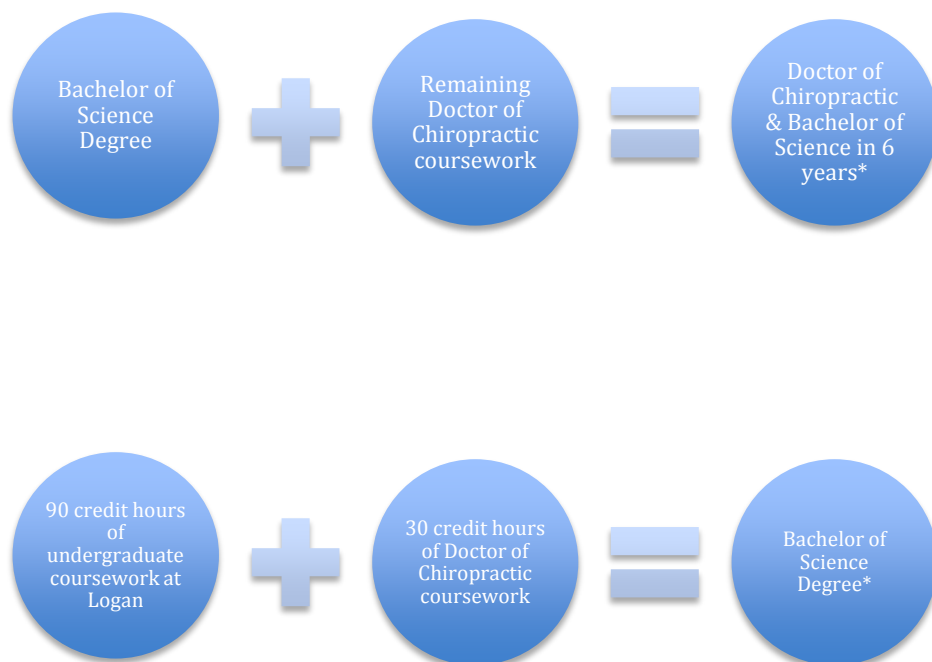 Bachelor of
Science
Degree
Remaining
Doctor of
Chiropractic
coursework
Doctor of
Chiropractic
& Bachelor of
Science in 6
years*
90 credit hours
of
undergraduate
coursework at
Logan
30 credit hours
of Doctor of
Chiropractic
coursework
Bachelor of
Science
Degree*